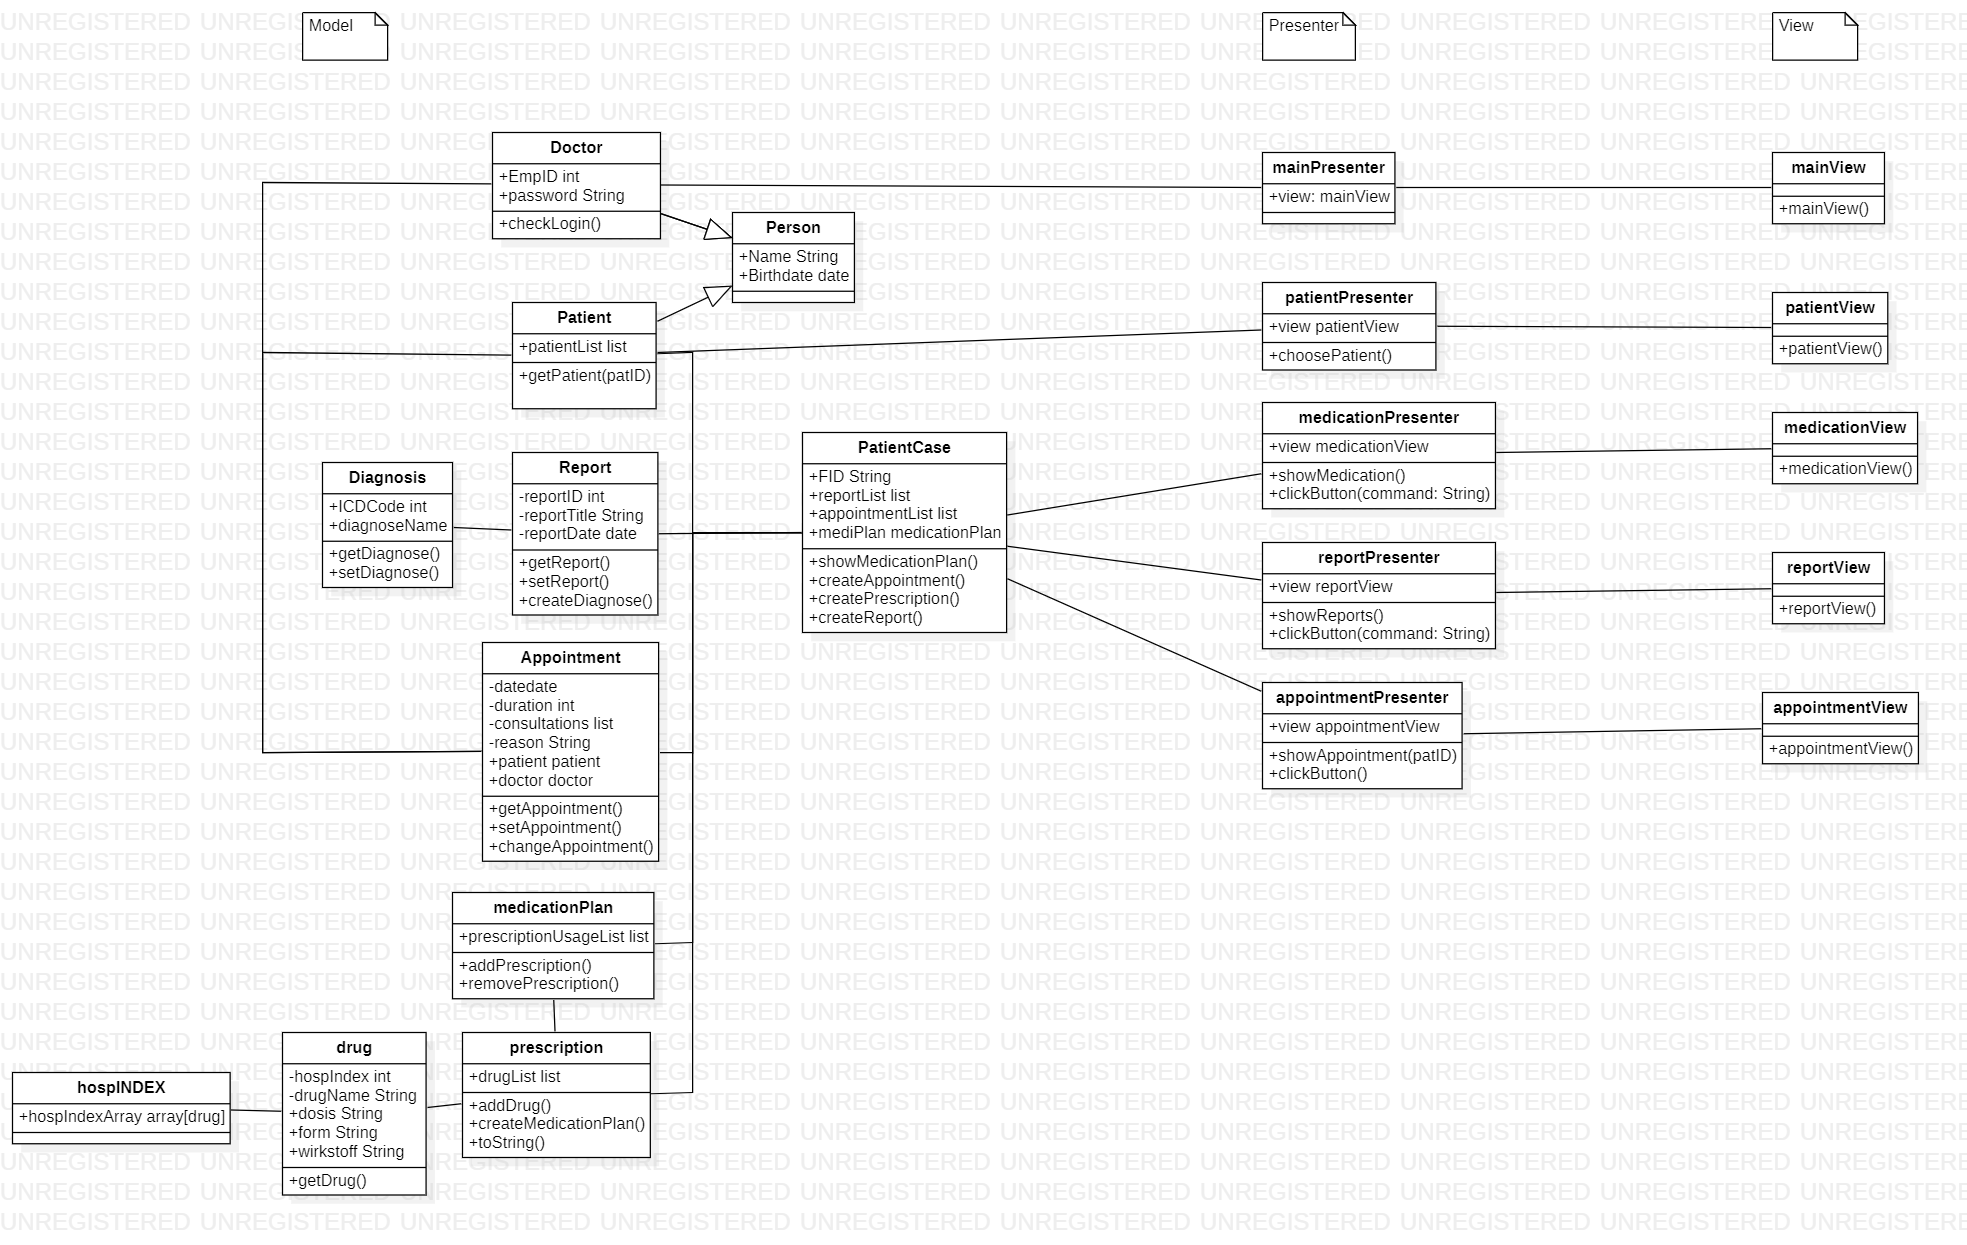 Model
Presenter
View
Doctor
+EmpID int
+password String
+checkLogin()
Person
+Name String
+Birthdate date
Patient
+patientList list
+getPatient(patID)
Diagnosis
+ICDCode int
+diagnoseName
+getDiagnose()
+setDiagnose()
Report
-reportID int
-reportTitle String
-reportDate date
+getReport()
+setReport()
+createDiagnose()
Appointment
-datedate
-duration int
-consultations list
-reason String
+patient patient
+doctor doctor
+getAppointment()
+setAppointment()
+changeAppointment()
medicationPlan
+prescriptionUsageList list
+addPrescription()
+removePrescription()
hospINDEX
+hospIndexArray array[drug]
drug
-hospIndex int
-drugName String
+dosis String
+form String
+wirkstoff String
+getDrug()
prescription
+drugList list
+addDrug()
+createMedicationPlan()
+toString()
PatientCase
+FID String
+reportList list
+appointmentList list
+mediPlan medicationPlan
+showMedicationPlan()
+createAppointment()
+createPrescription()
+createReport()
mainPresenter
+view: mainView
patientPresenter
+view patientView
+choosePatient()
medicationPresenter
+view medicationView
+showMedication()
+clickButton(command: String)
reportPresenter
+view reportView
+showReports()
+clickButton(command: String)
appointmentPresenter
+view appointmentView
+showAppointment(patID)
+clickButton()
mainView
+mainView()
patientView
+patientView()
medicationView
+medicationView()
reportView
+reportView()
appointmentView
+appointmentView()
UNREGISTERED